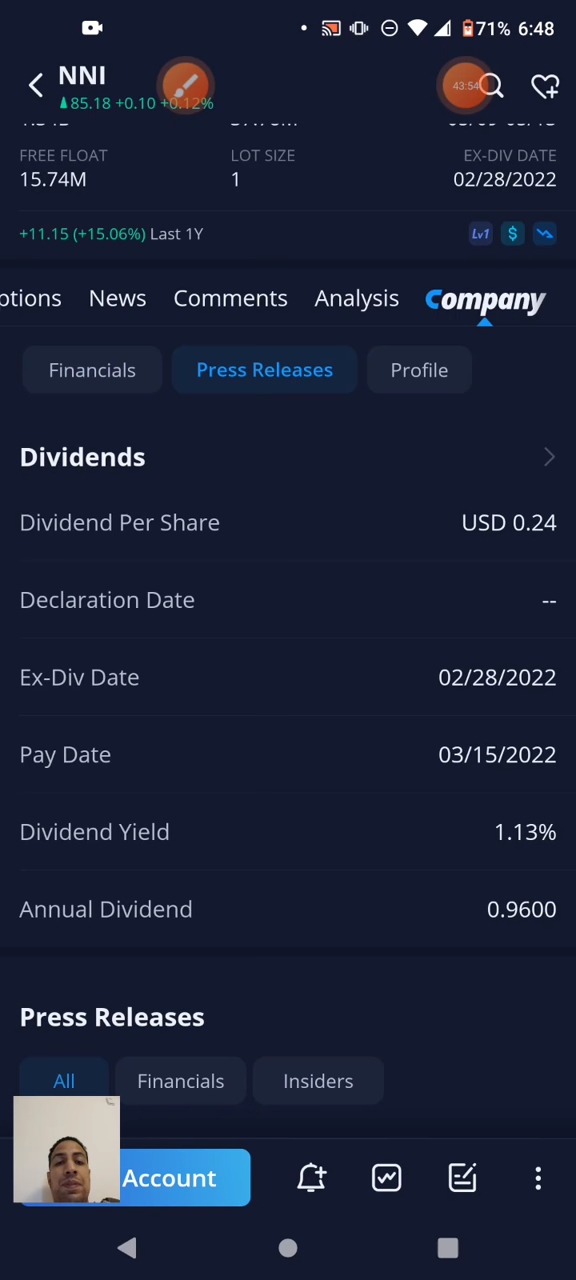 71% 6:48
NNI
85.18 +0.10 +0.12%
43:54
FREE FLOAT LOT SIZE EX-DIV DATE
15.74M 1 02/28/2022
+11.15 (+15.06%) Last 1Y Lv1 $
ptions News Comments Analysis Company
Financials Press Releases Profile
Dividends
Dividend Per Share USD 0.24
Declaration Date --
Ex-Div Date 02/28/2022
Pay Date 03/15/2022
Dividend Yield 1.13%
Annual Dividend 0.9600
Press Releases
All Financials Insiders
Account